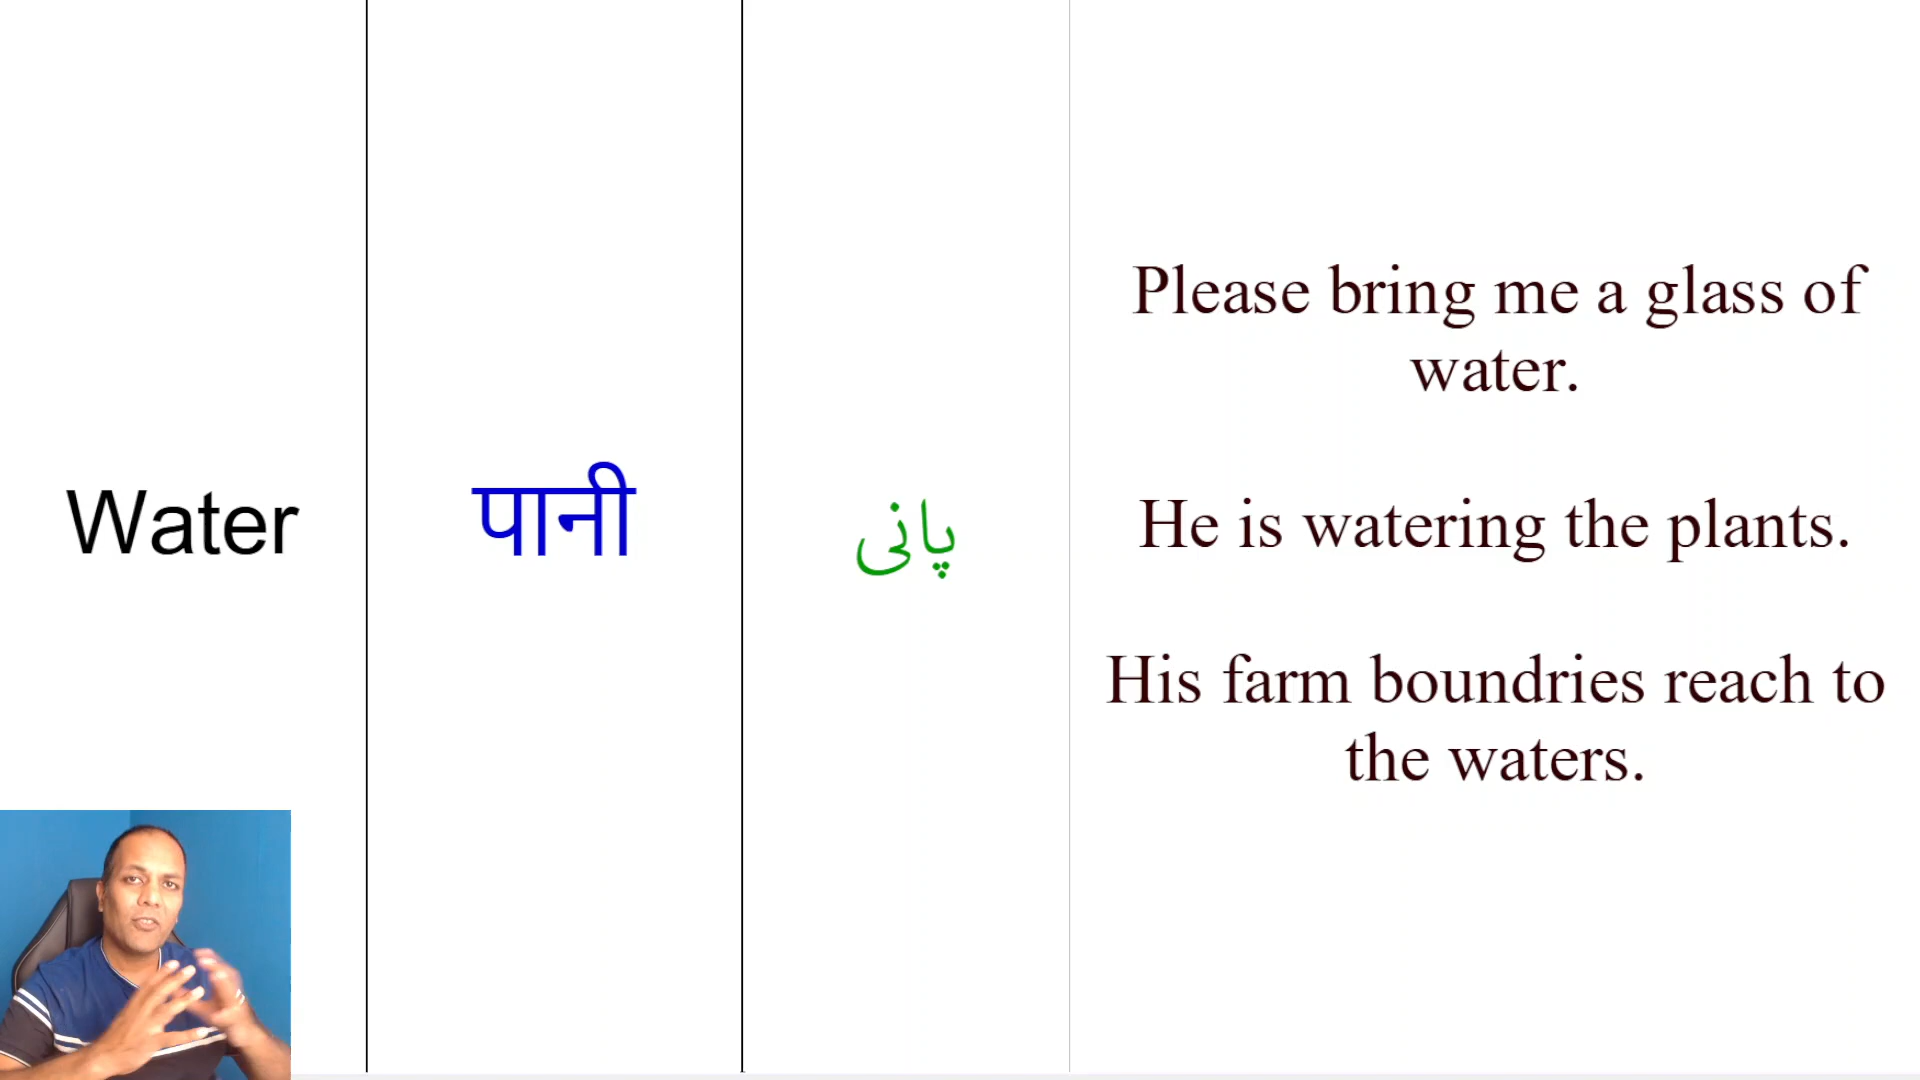 Water
पानी
پانی
Please bring me a glass of
water.
He is watering the plants.
His farm boundries reach to
the waters.